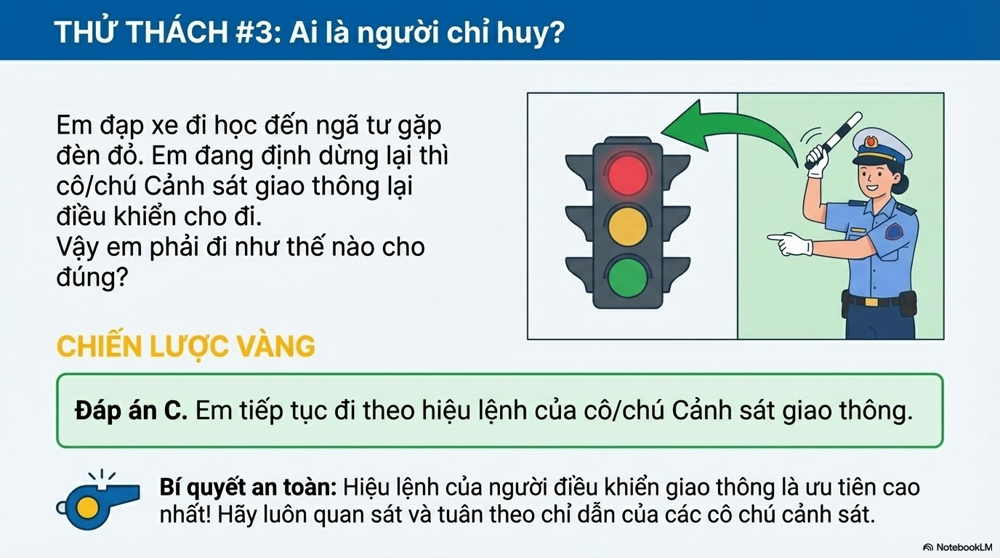 THỬ THÁCH #3: Ai là người chỉ huy?
Em đạp xe đi học đến ngã tư gặp
đèn đỏ. Em đang định dừng lại thì
cô/chú Cảnh sát giao thông lại
điều khiển cho đi.
Vậy em phải đi như thế nào cho
đúng?
CHIẾN LƯỢC VÀNG
Đáp án C. Em tiếp tục đi theo hiệu lệnh của cô/chú Cảnh sát giao thông.
Bí quyết an toàn: Hiệu lệnh của người điều khiển giao thông là ưu tiên cao
nhất! Hãy luôn quan sát và tuân theo chỉ dẫn của các cô chú cảnh sát.
NotebookLM